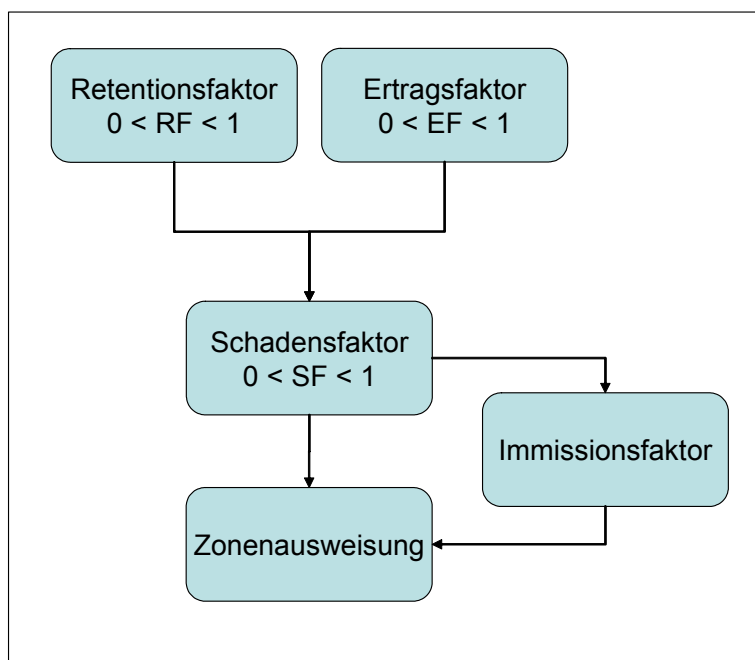 Retentionsfaktor
0 < RF < 1
Ertragsfaktor
0 < EF < 1
Schadensfaktor
0 < SF < 1
Immissionsfaktor
Zonenausweisung